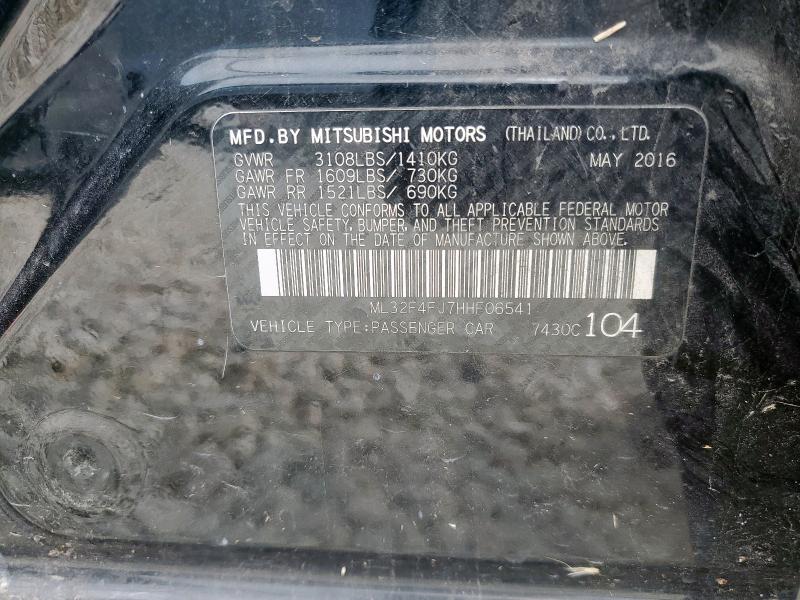 MFD.BY MITSUBISHI MOTORS (THAILAND)CO.,LTD.
GVWR 3108LBS/1410KG MAY 2016
GAWR FR 1609LBS/ 730KG
GAWR RR 1521LBS/ 690KG
THIS VEHICLE CONFORMS TO ALL APPLICABLE FEDERAL MOTOR
VEHICLE SAFETY, BUMPER, AND THEFT PREVENTION STANDARDS
IN EFFECT ON THE DATE OF MANUFACTURE SHOWN ABOVE.
ML32F4FJ7HHF06541
VEHICLE TYPE:PASSENGER CAR 7430C 104